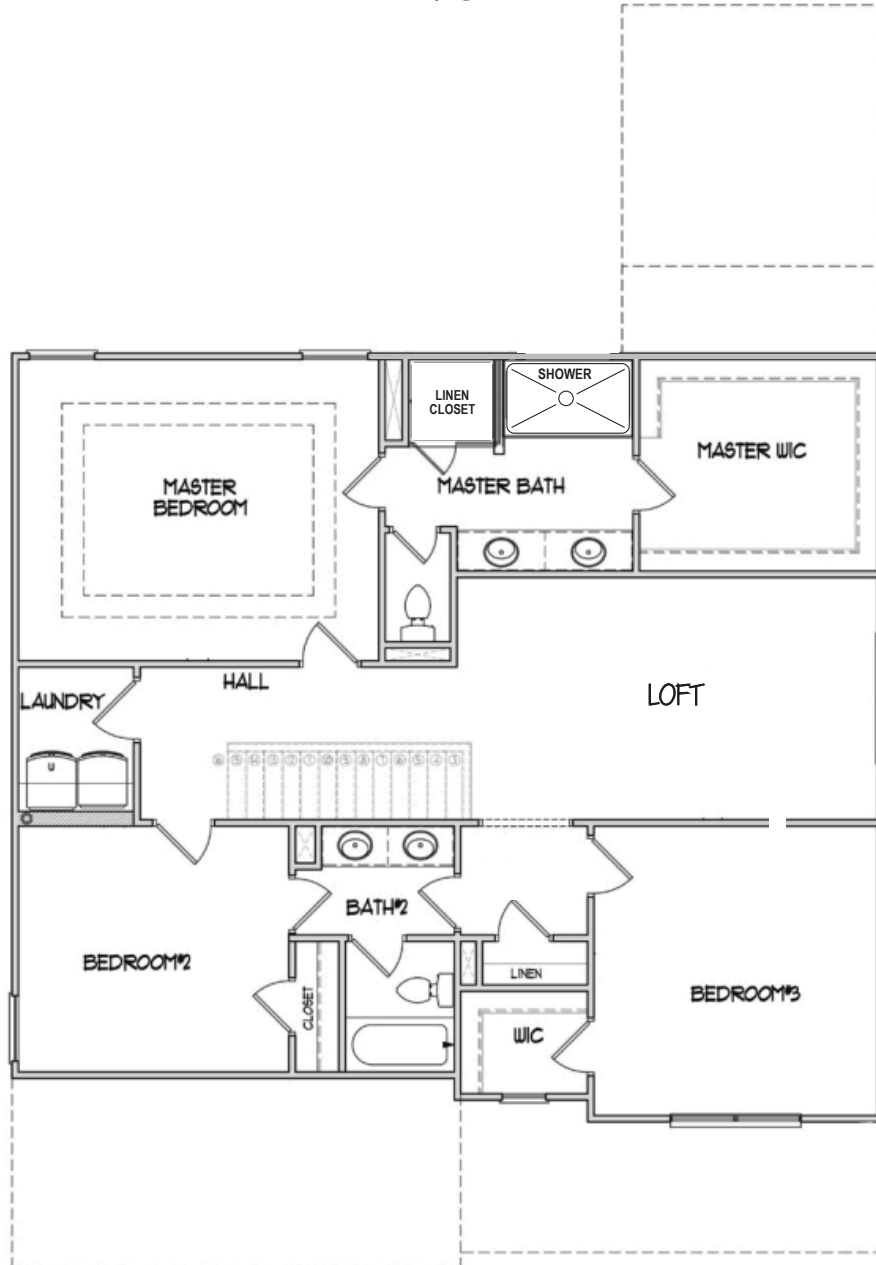 SHOWER
LINEN
CLOSET
MASTER WIC
MASTER
BEDROOM
MASTER BATH
HALL
LAUNDRY
LOFT
U
BATH#2
BEDROOM#2
LINEN
BEDROOM#3
CLOSET
WIC